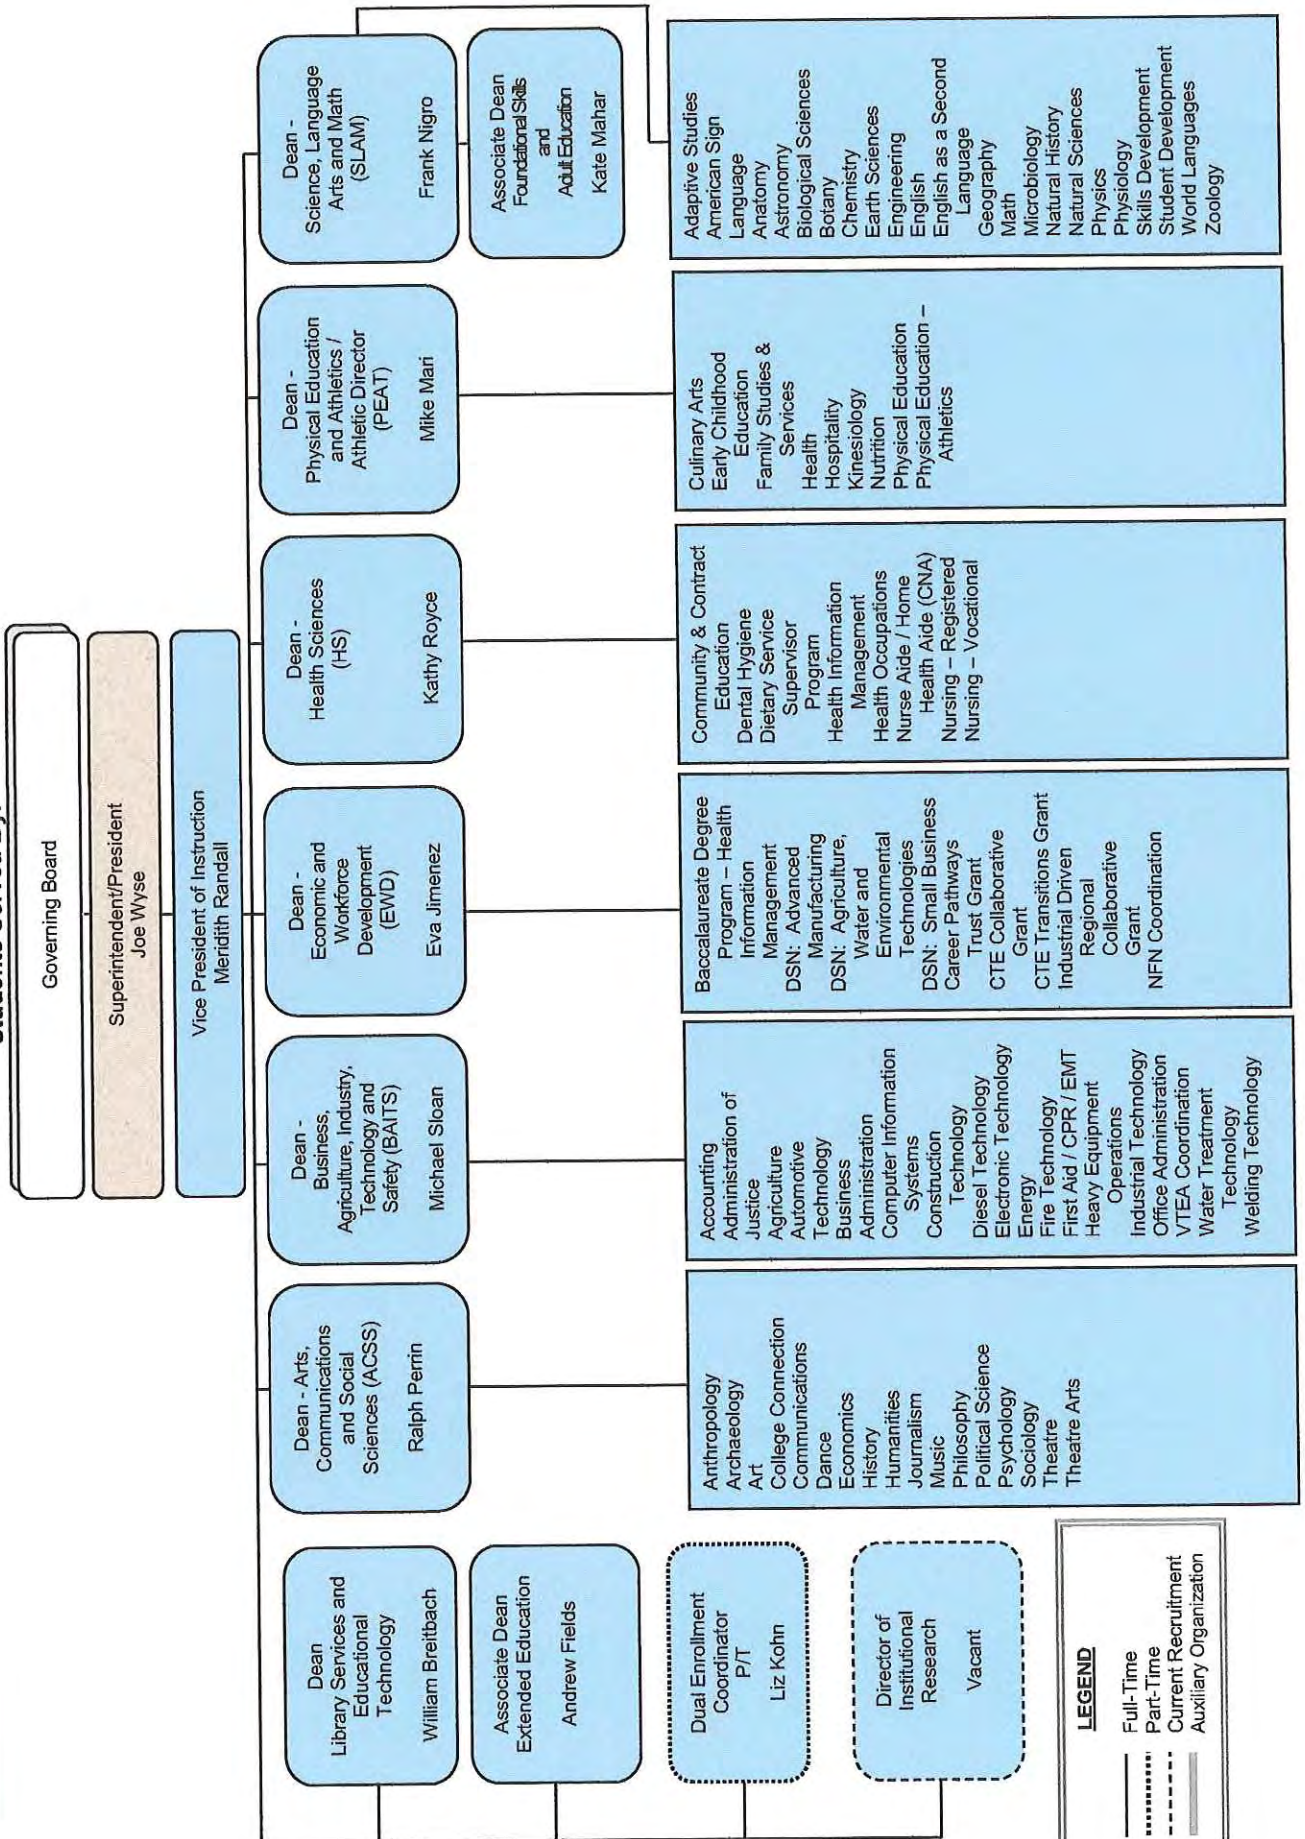 Governing Board
Superintendent/President
Joe Wyse
Vice President of Instruction
Meridith Randall
Dean
Library Services and
Educational
Technology
William Breitbach
Associate Dean
Extended Education
Andrew Fields
Dual Enrollment
Coordinator
P/T
Liz Kohn
Director of
Institutional
Research
Vacant
Dean - Arts,
Communications
and Social
Sciences (ACSS)
Ralph Perrin
Anthropology
Archaeology
Art
College Connection
Communications
Dance
Economics
History
Humanities
Journalism
Music
Philosophy
Political Science
Psychology
Sociology
Theatre
Theatre Arts
Dean -
Business,
Agriculture, Industry,
Technology and
Safety (BAITS)
Michael Sloan
Accounting
Administration of
Justice
Agriculture
Automotive
Technology
Business
Administration
Computer Information
Systems
Construction
Technology
Diesel Technology
Electronic Technology
Energy
Fire Technology
First Aid / CPR / EMT
Heavy Equipment
Operations
Industrial Technology
Office Administration
VTEA Coordination
Water Treatment
Technology
Welding Technology
Dean -
Economic and
Workforce
Development
(EWD)
Eva Jimenez
Baccalaureate Degree
Program – Health
Information
Management
DSN: Advanced
Manufacturing
DSN: Agriculture,
Water and
Environmental
Technologies
DSN: Small Business
Career Pathways
Trust Grant
CTE Collaborative
Grant
CTE Transitions Grant
Industrial Driven
Regional
Collaborative
Grant
NFN Coordination
Dean -
Health Sciences
(HS)
Kathy Royce
Community & Contract
Education
Dental Hygiene
Dietary Service
Supervisor
Program
Health Information
Management
Health Occupations
Nurse Aide / Home
Health Aide (CNA)
Nursing – Registered
Nursing – Vocational
Dean -
Physical Education
and Athletics /
Athletic Director
(PEAT)
Mike Mari
Culinary Arts
Early Childhood
Education
Family Studies &
Services
Health
Hospitality
Kinesiology
Nutrition
Physical Education
Physical Education –
Athletics
Dean -
Science, Language
Arts and Math
(SLAM)
Frank Nigro
Associate Dean
Foundational Skills
and
Adult Education
Kate Mahar
Adaptive Studies
American Sign
Language
Anatomy
Astronomy
Biological Sciences
Botany
Chemistry
Earth Sciences
Engineering
English
English as a Second
Language
Geography
Math
Microbiology
Natural History
Natural Sciences
Physics
Physiology
Skills Development
Student Development
World Languages
Zoology
LEGEND
Full-Time
Part-Time
Current Recruitment
Auxiliary Organization